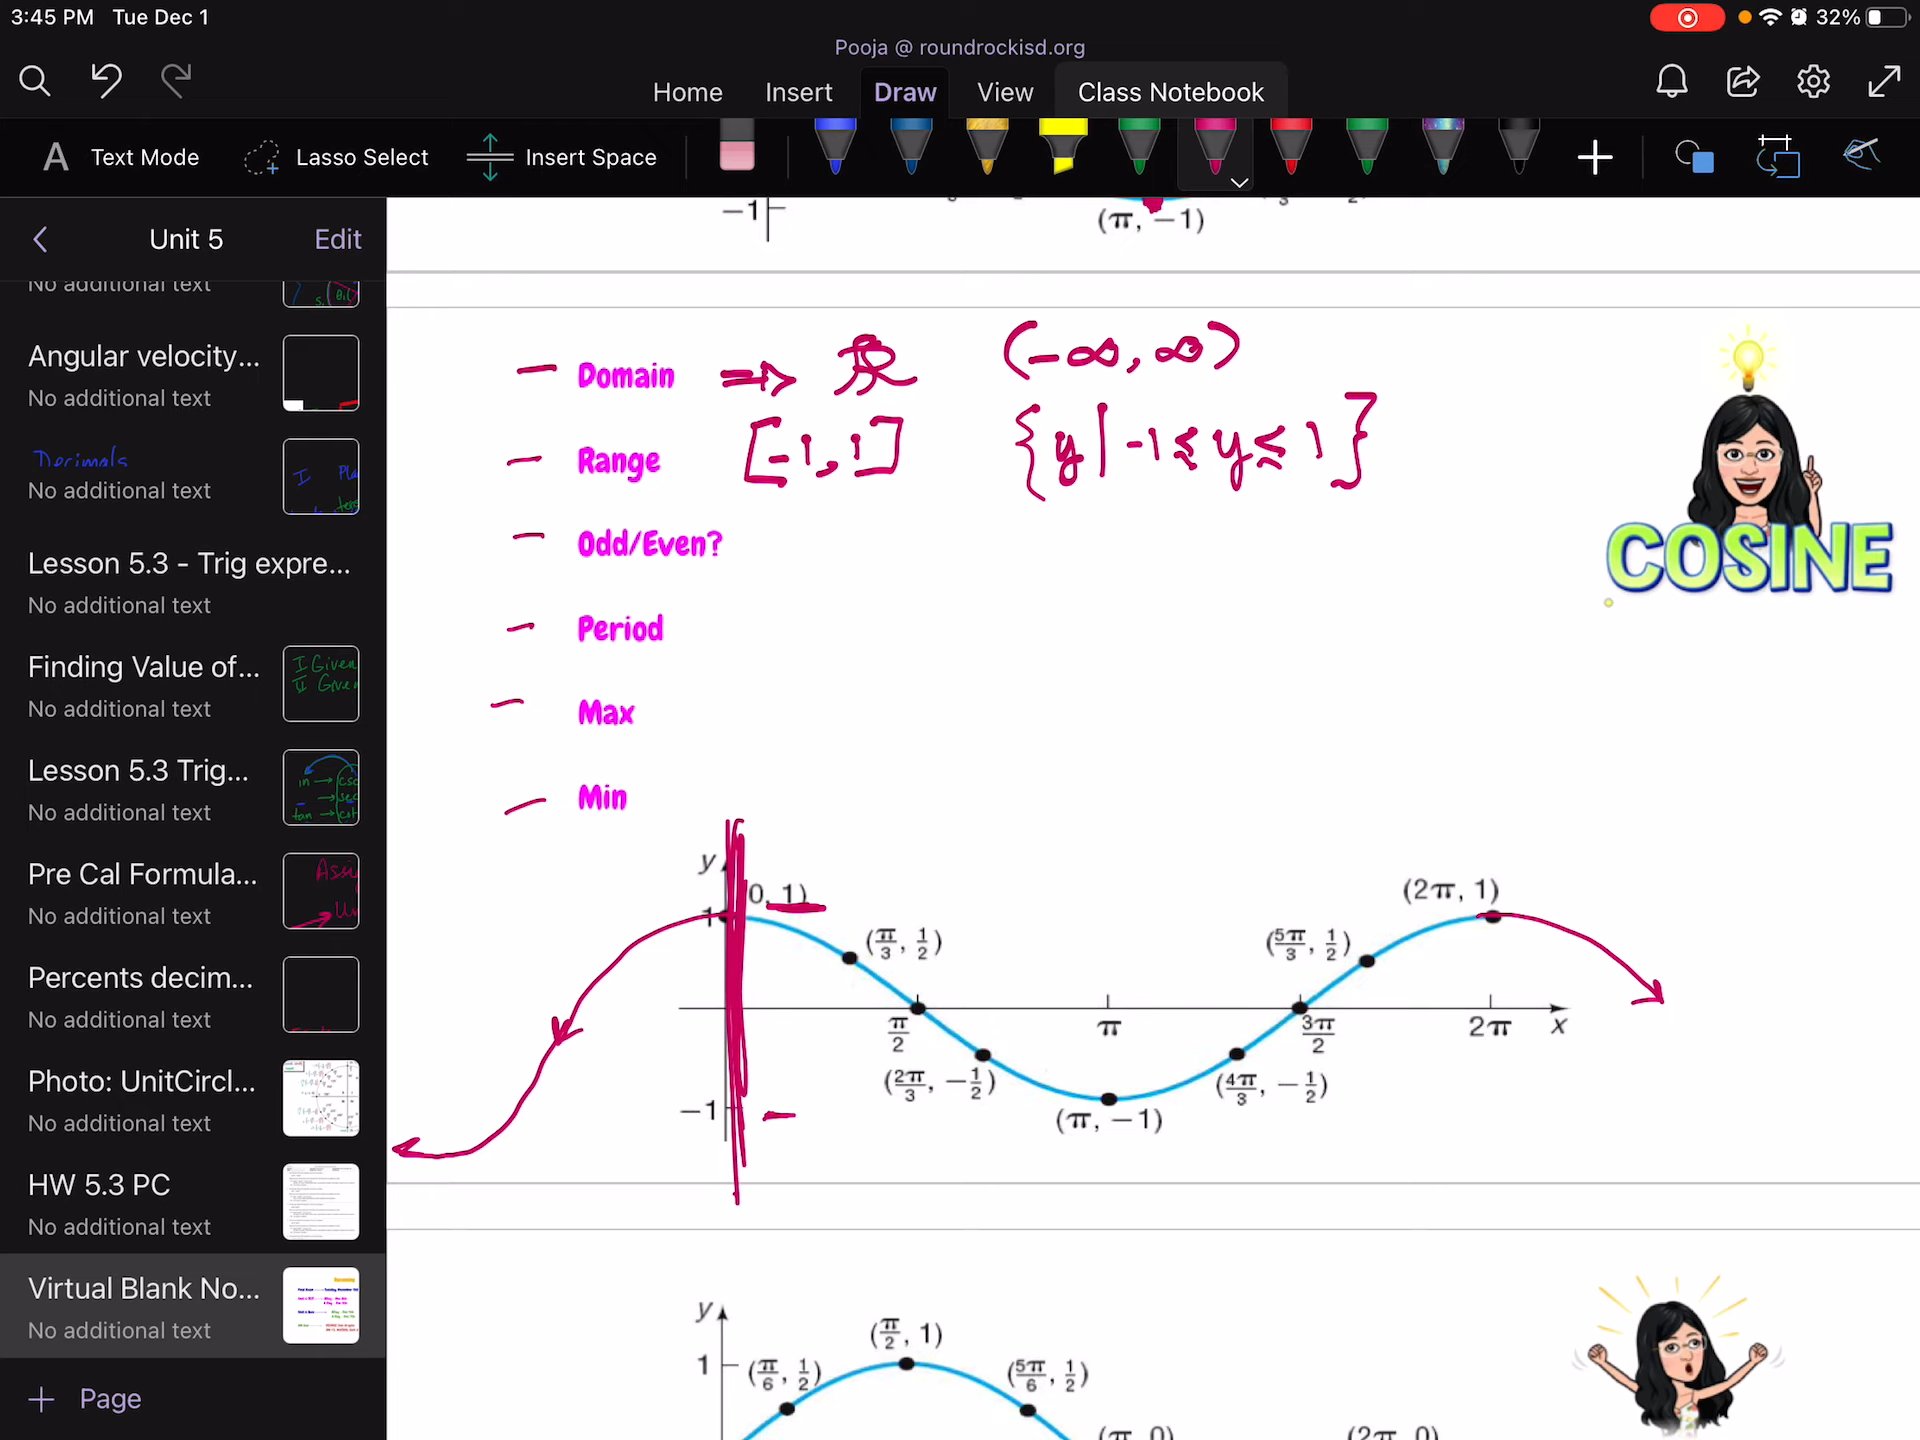 3:45 PM Tue Dec 1
32%
Pooja @ roundrockisd.org
Home Insert Draw View Class Notebook
Text Mode Lasso Select Insert Space
Unit 5 Edit
No additional text
Angular velocity...
No additional text
Decimals
No additional text
Lesson 5.3 - Trig expre...
No additional text
Finding Value of...
No additional text
Lesson 5.3 Trig...
No additional text
Pre Cal Formula...
No additional text
Percents decim...
No additional text
Photo: UnitCircl...
No additional text
HW 5.3 PC
No additional text
Virtual Blank No...
No additional text
+ Page
−1
(π, −1)
Domain ⇒ ℝ (-∞, ∞)
Range [-1, 1] {y | -1 ≤ y ≤ 1}
Odd/Even?
Period
Max
Min
COSINE
y
1
0, 1)
(π/3, 1/2)
(5π/3, 1/2)
(2π, 1)
π/2 π 3π/2 2π x
(2π/3, −1/2)
(4π/3, −1/2)
−1
(π, −1)
y
1
(π/6, 1/2)
(π/2, 1)
(5π/6, 1/2)
(π, 0)
(2π, 0)